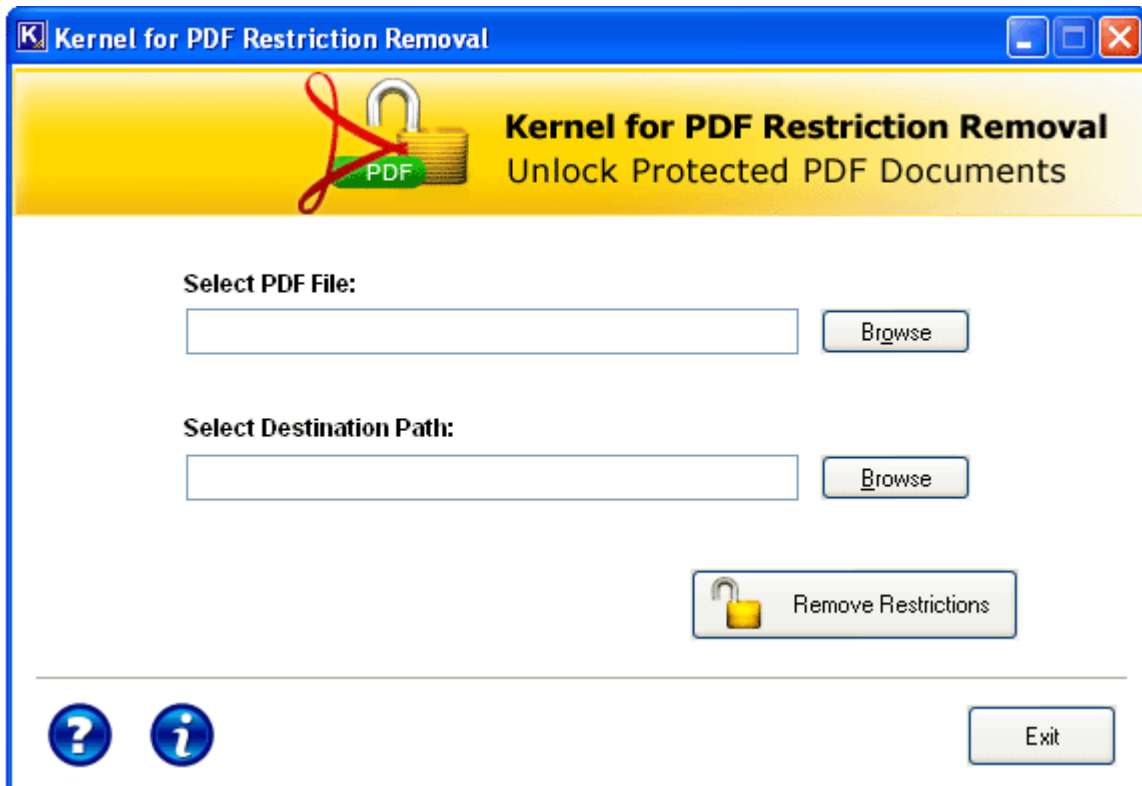 Kernel for PDF Restriction Removal
Kernel for PDF Restriction Removal
Unlock Protected PDF Documents
PDF
Select PDF File:
Browse
Select Destination Path:
Browse
Remove Restrictions
Exit